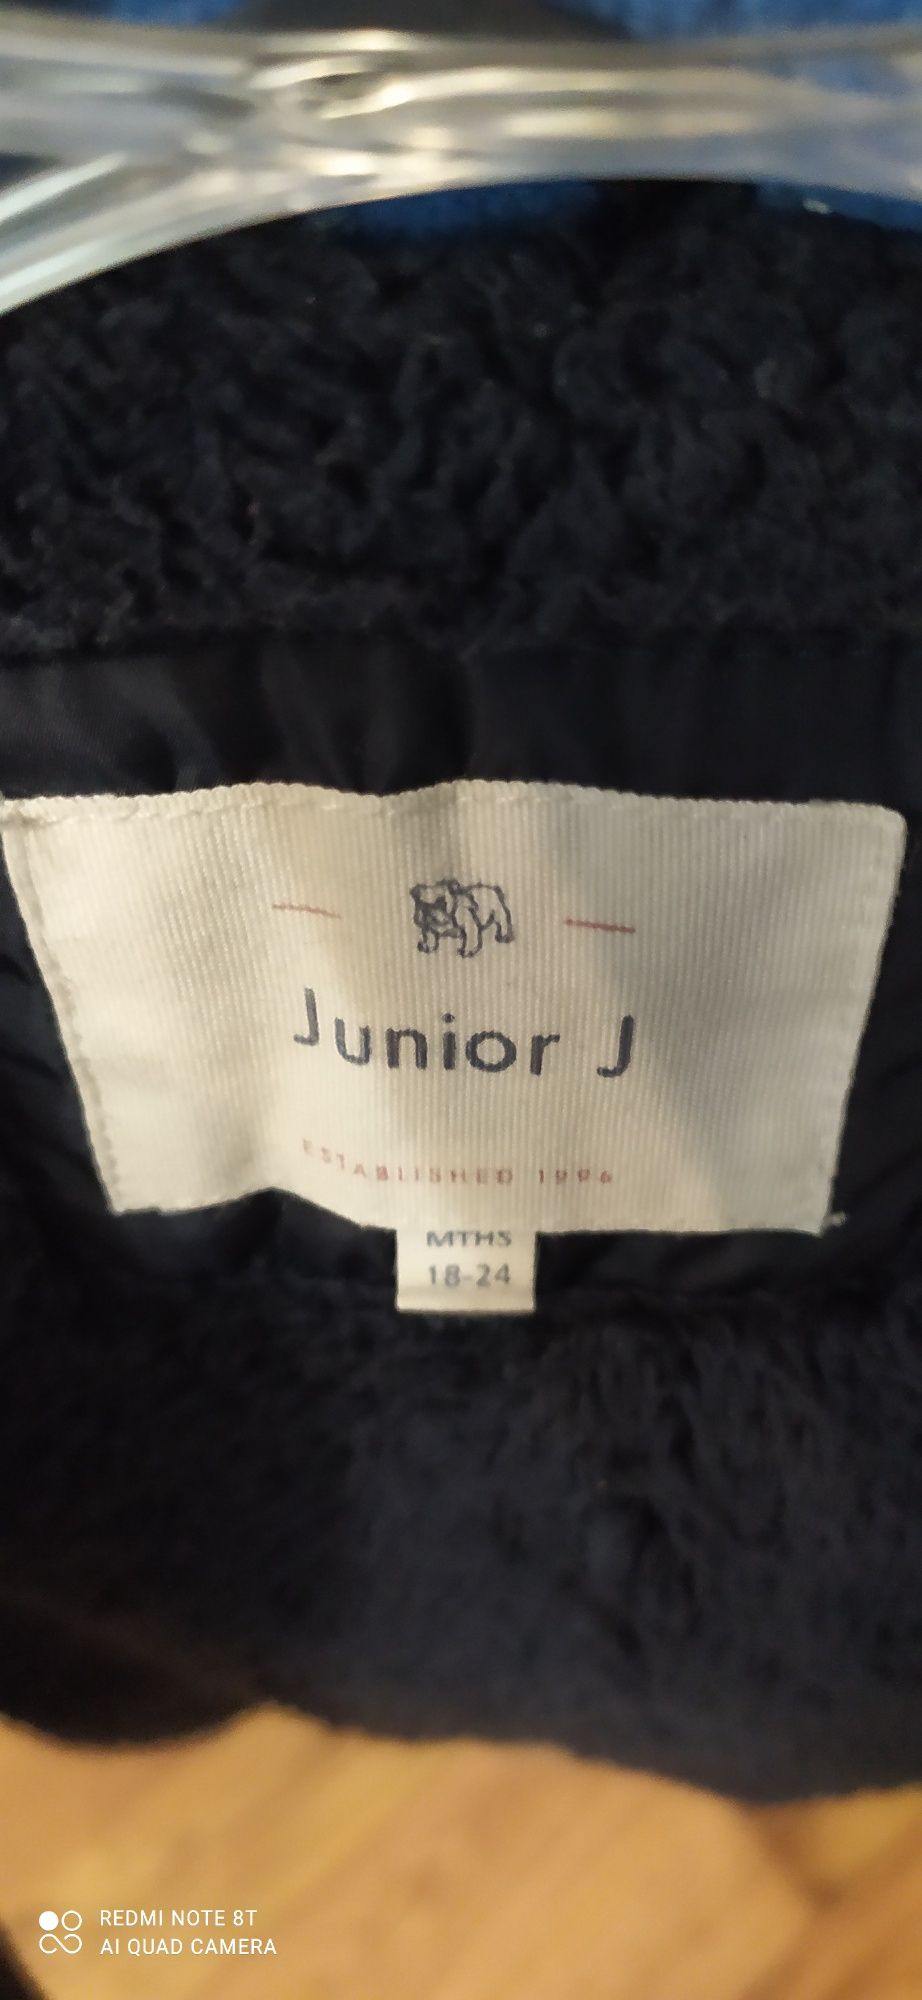 Junior J
ESTABLISHED 1996
MTHS
18-24
REDMI NOTE 8T
AI QUAD CAMERA